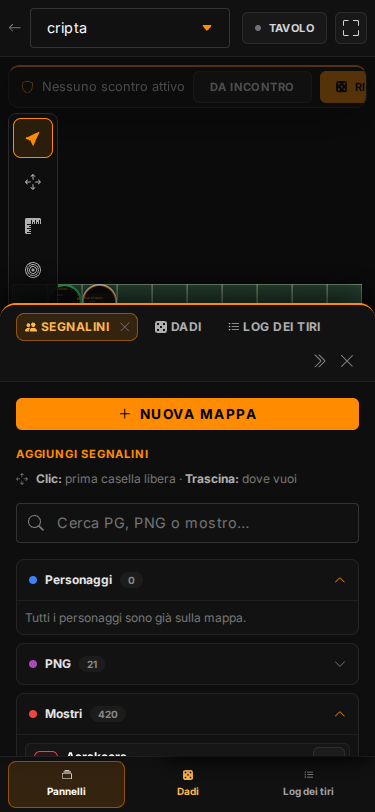 cripta
TAVOLO
Nessuno scontro attivo
DA INCONTRO
RI
SEGNALINI
DADI
LOG DEI TIRI
NUOVA MAPPA
AGGIUNGI SEGNALINI
Clic: prima casella libera · Trascina: dove vuoi
Cerca PG, PNG o mostro...
Personaggi 0
Tutti i personaggi sono già sulla mappa.
PNG 21
Mostri 420
Pannelli
Dadi
Log dei tiri